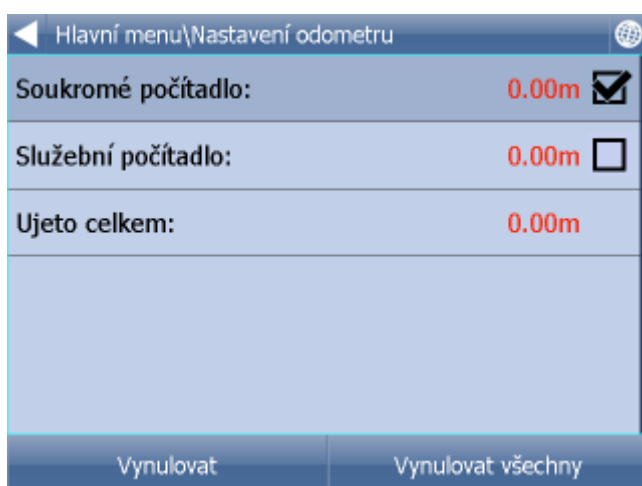 Hlavní menu\Nastavení odometru
Soukromé počítadlo: 0.00m
Služební počítadlo: 0.00m
Ujeto celkem: 0.00m
Vynulovat Vynulovat všechny